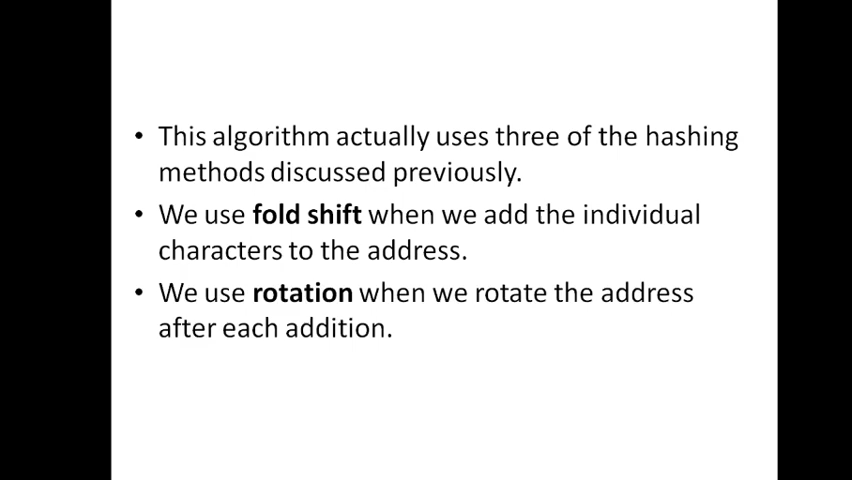 • This algorithm actually uses three of the hashing
methods discussed previously.
• We use fold shift when we add the individual
characters to the address.
• We use rotation when we rotate the address
after each addition.